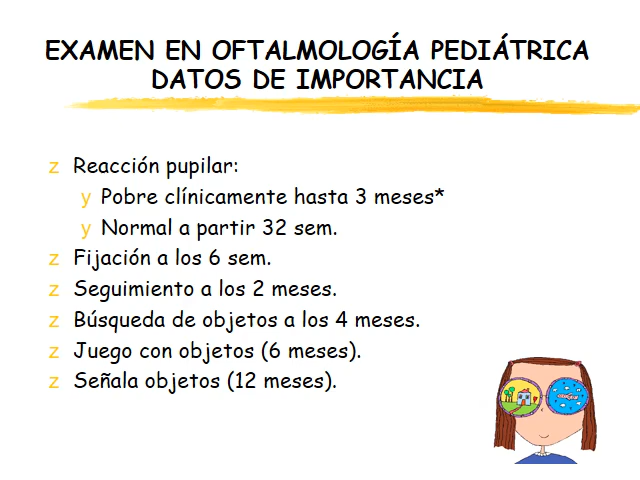 EXAMEN EN OFTALMOLOGÍA PEDIÁTRICA
DATOS DE IMPORTANCIA
z Reacción pupilar:
y Pobre clínicamente hasta 3 meses*
y Normal a partir 32 sem.
z Fijación a los 6 sem.
z Seguimiento a los 2 meses.
z Búsqueda de objetos a los 4 meses.
z Juego con objetos (6 meses).
z Señala objetos (12 meses).